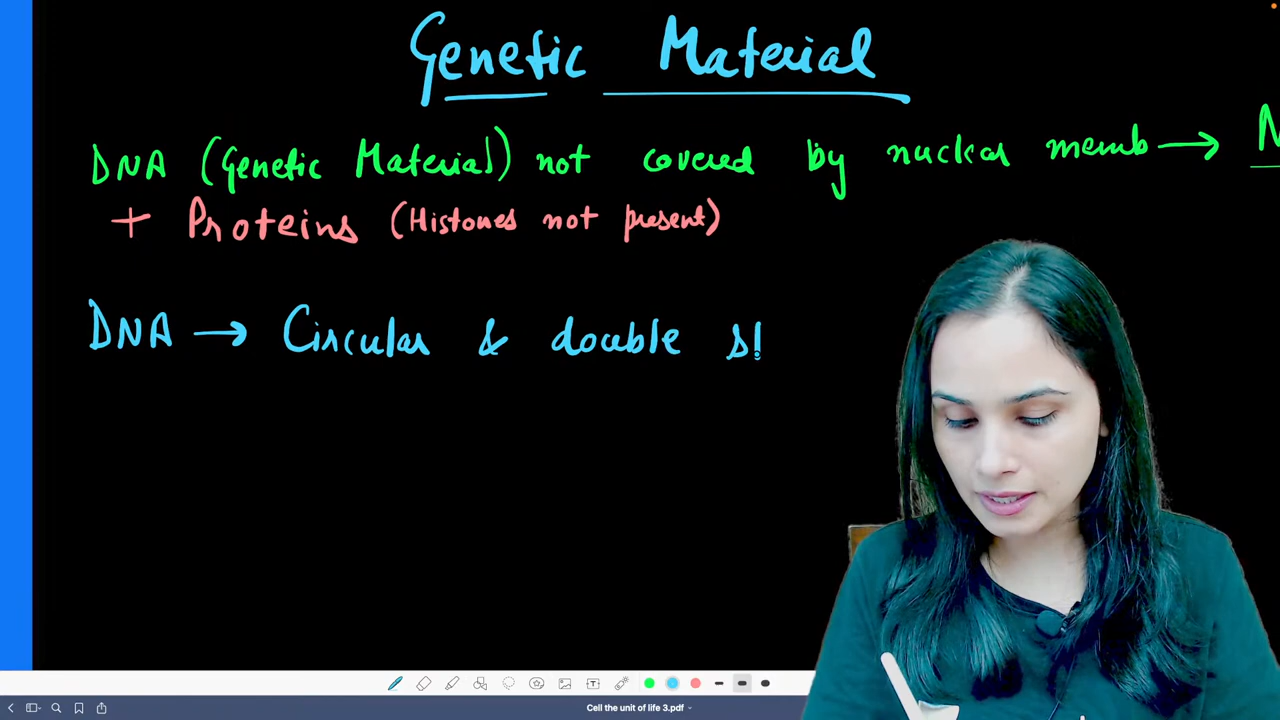 Genetic Material
DNA (Genetic Material) not covered by nuclear memb → N
+ Proteins (Histones not present)
DNA → Circular & double st
Cell the unit of life 3.pdf